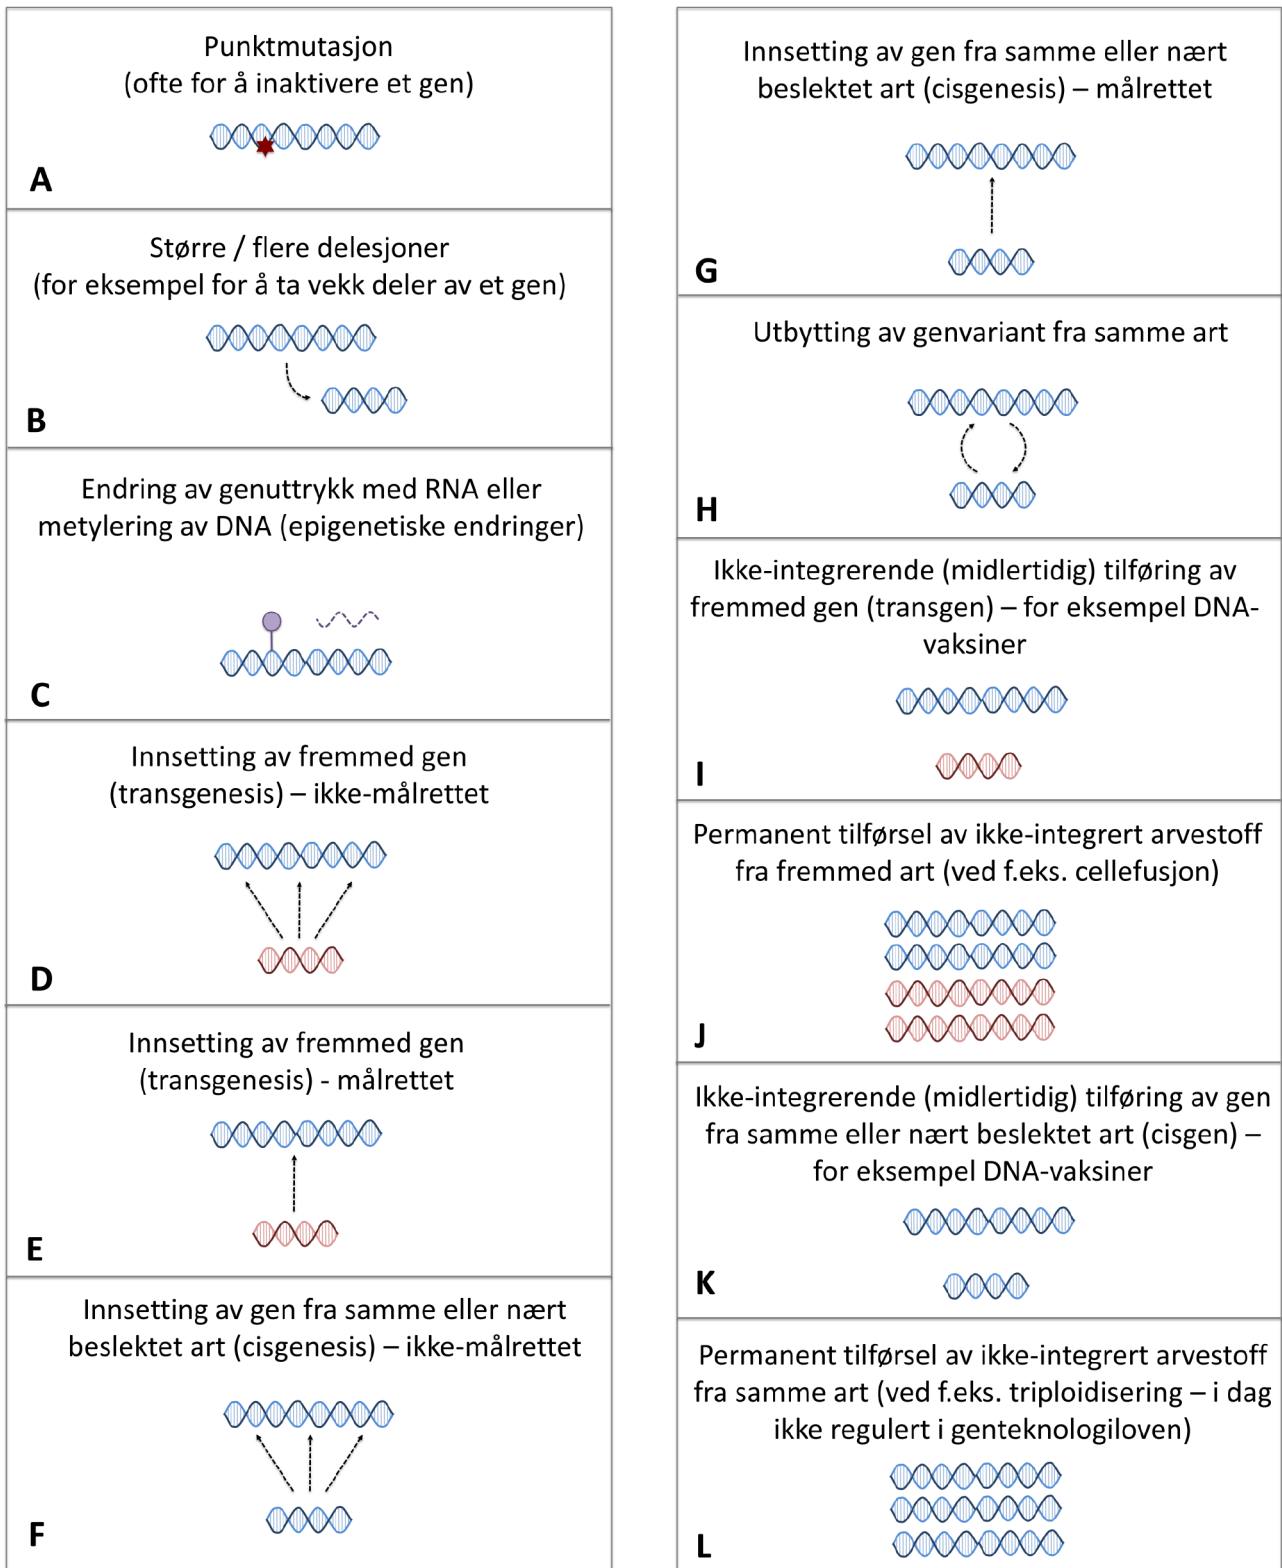 Punktmutasjon
(ofte for å inaktivere et gen)
A
Større / flere delesjoner
(for eksempel for å ta vekk deler av et gen)
B
Endring av genuttrykk med RNA eller
metylering av DNA (epigenetiske endringer)
C
Innsetting av fremmed gen
(transgenesis) – ikke-målrettet
D
Innsetting av fremmed gen
(transgenesis) - målrettet
E
Innsetting av gen fra samme eller nært
beslektet art (cisgenesis) – ikke-målrettet
F
Innsetting av gen fra samme eller nært
beslektet art (cisgenesis) – målrettet
G
Utbytting av genvariant fra samme art
H
Ikke-integrerende (midlertidig) tilføring av
fremmed gen (transgen) – for eksempel DNA-
vaksiner
I
Permanent tilførsel av ikke-integrert arvestoff
fra fremmed art (ved f.eks. cellefusjon)
J
Ikke-integrerende (midlertidig) tilføring av gen
fra samme eller nært beslektet art (cisgen) –
for eksempel DNA-vaksiner
K
Permanent tilførsel av ikke-integrert arvestoff
fra samme art (ved f.eks. triploidisering – i dag
ikke regulert i genteknologiloven)
L